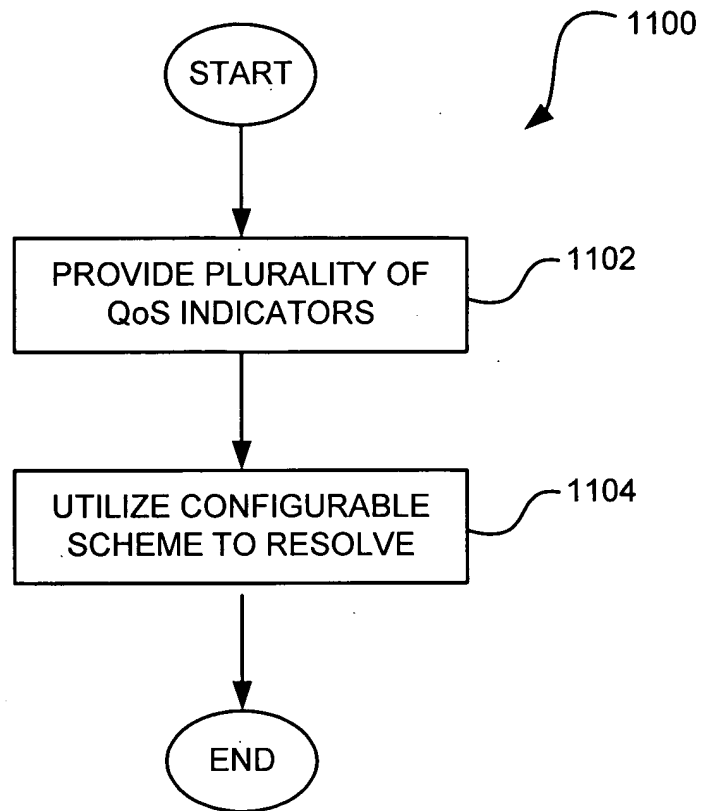 1100
START
PROVIDE PLURALITY OF
QoS INDICATORS
1102
UTILIZE CONFIGURABLE
SCHEME TO RESOLVE
1104
END